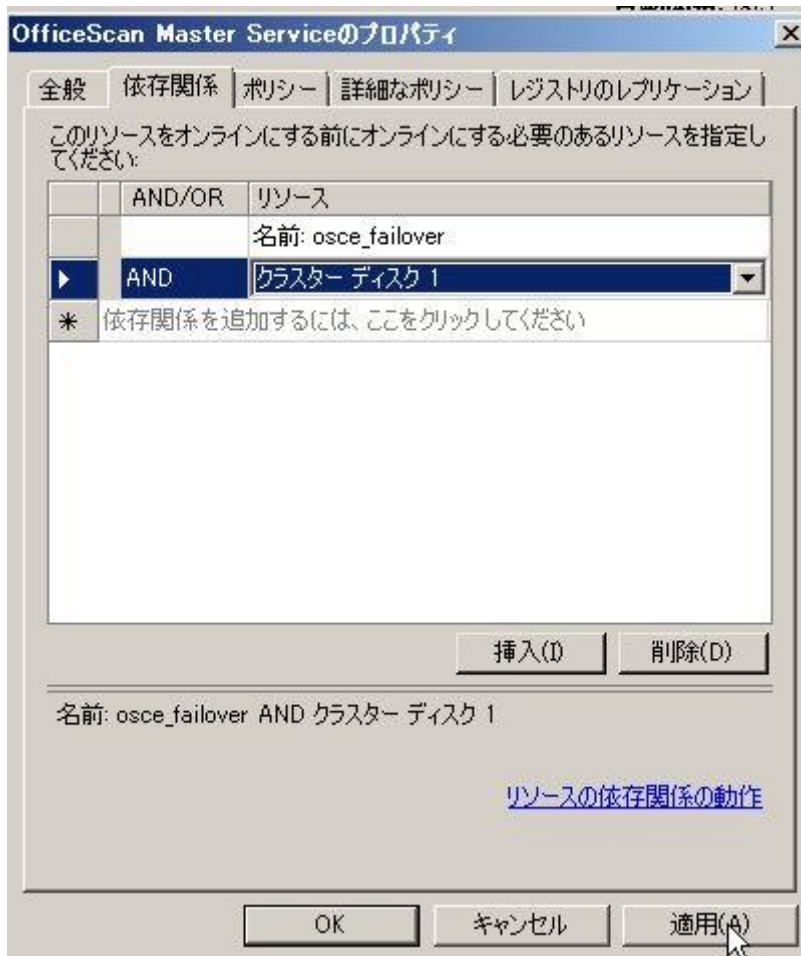 OfficeScan Master Serviceのプロパティ
全般 依存関係 ポリシー 詳細なポリシー レジストリのレプリケーション
このリソースをオンラインにする前にオンラインにする必要のあるリソースを指定し
てください:
AND/OR リソース
名前: osce_failover
AND クラスター ディスク 1
依存関係を追加するには、ここをクリックしてください
挿入(I) 削除(D)
名前: osce_failover AND クラスター ディスク 1
リソースの依存関係の動作
OK キャンセル 適用(A)